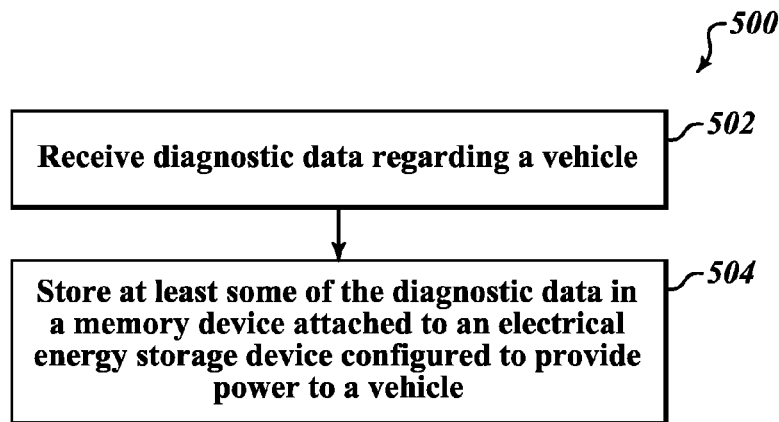 500
502
Receive diagnostic data regarding a vehicle
504
Store at least some of the diagnostic data in
a memory device attached to an electrical
energy storage device configured to provide
power to a vehicle